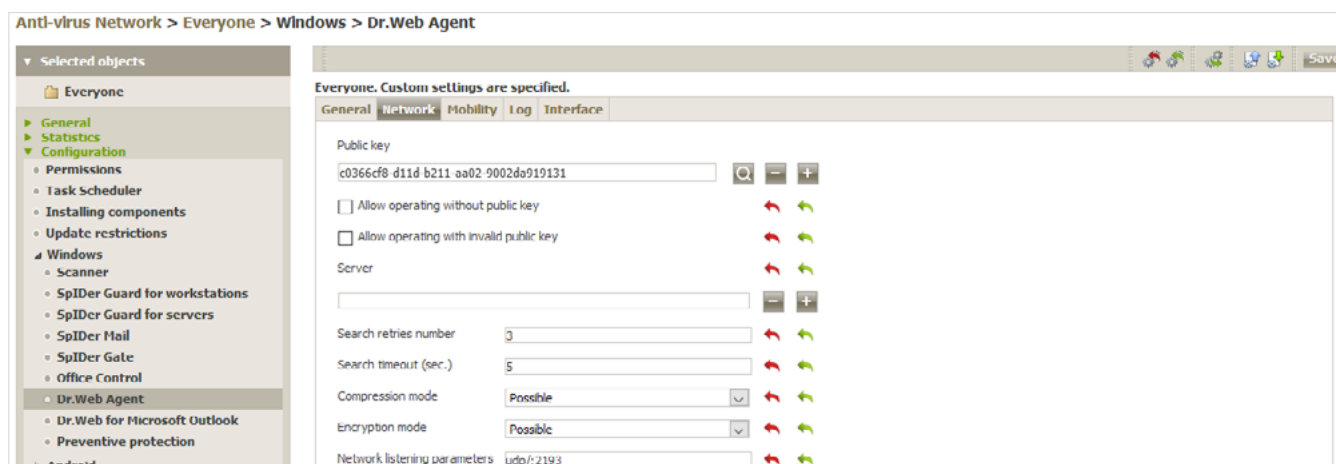 Anti-virus Network > Everyone > Windows > Dr.Web Agent
Selected objects
Everyone
General
Statistics
Configuration
Permissions
Task Scheduler
Installing components
Update restrictions
Windows
Scanner
SpIDer Guard for workstations
SpIDer Guard for servers
SpIDer Mail
SpIDer Gate
Office Control
Dr.Web Agent
Dr.Web for Microsoft Outlook
Preventive protection
Android
Save
Everyone. Custom settings are specified.
General Network Mobility Log Interface
Public key
c0366cf8-d11d-b211-aa02-9002da919131
Allow operating without public key
Allow operating with invalid public key
Server
Search retries number 3
Search timeout (sec.) 5
Compression mode Possible
Encryption mode Possible
Network listening parameters udp/:2193